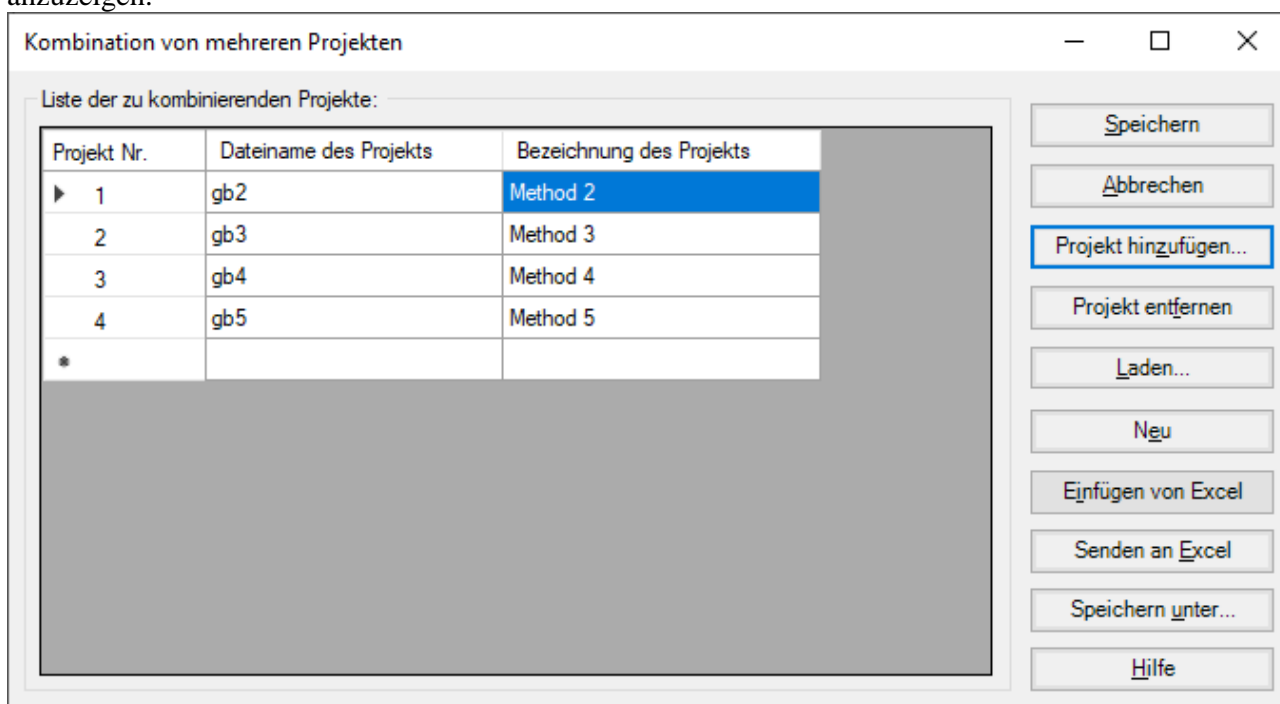 anzuzeigen.
Kombination von mehreren Projekten
Liste der zu kombinierenden Projekte:
Projekt Nr. Dateiname des Projekts Bezeichnung des Projekts
1 gb2 Method 2
2 gb3 Method 3
3 gb4 Method 4
4 gb5 Method 5
*
Speichern
Abbrechen
Projekt hinzufügen...
Projekt entfernen
Laden...
Neu
Einfügen von Excel
Senden an Excel
Speichern unter...
Hilfe